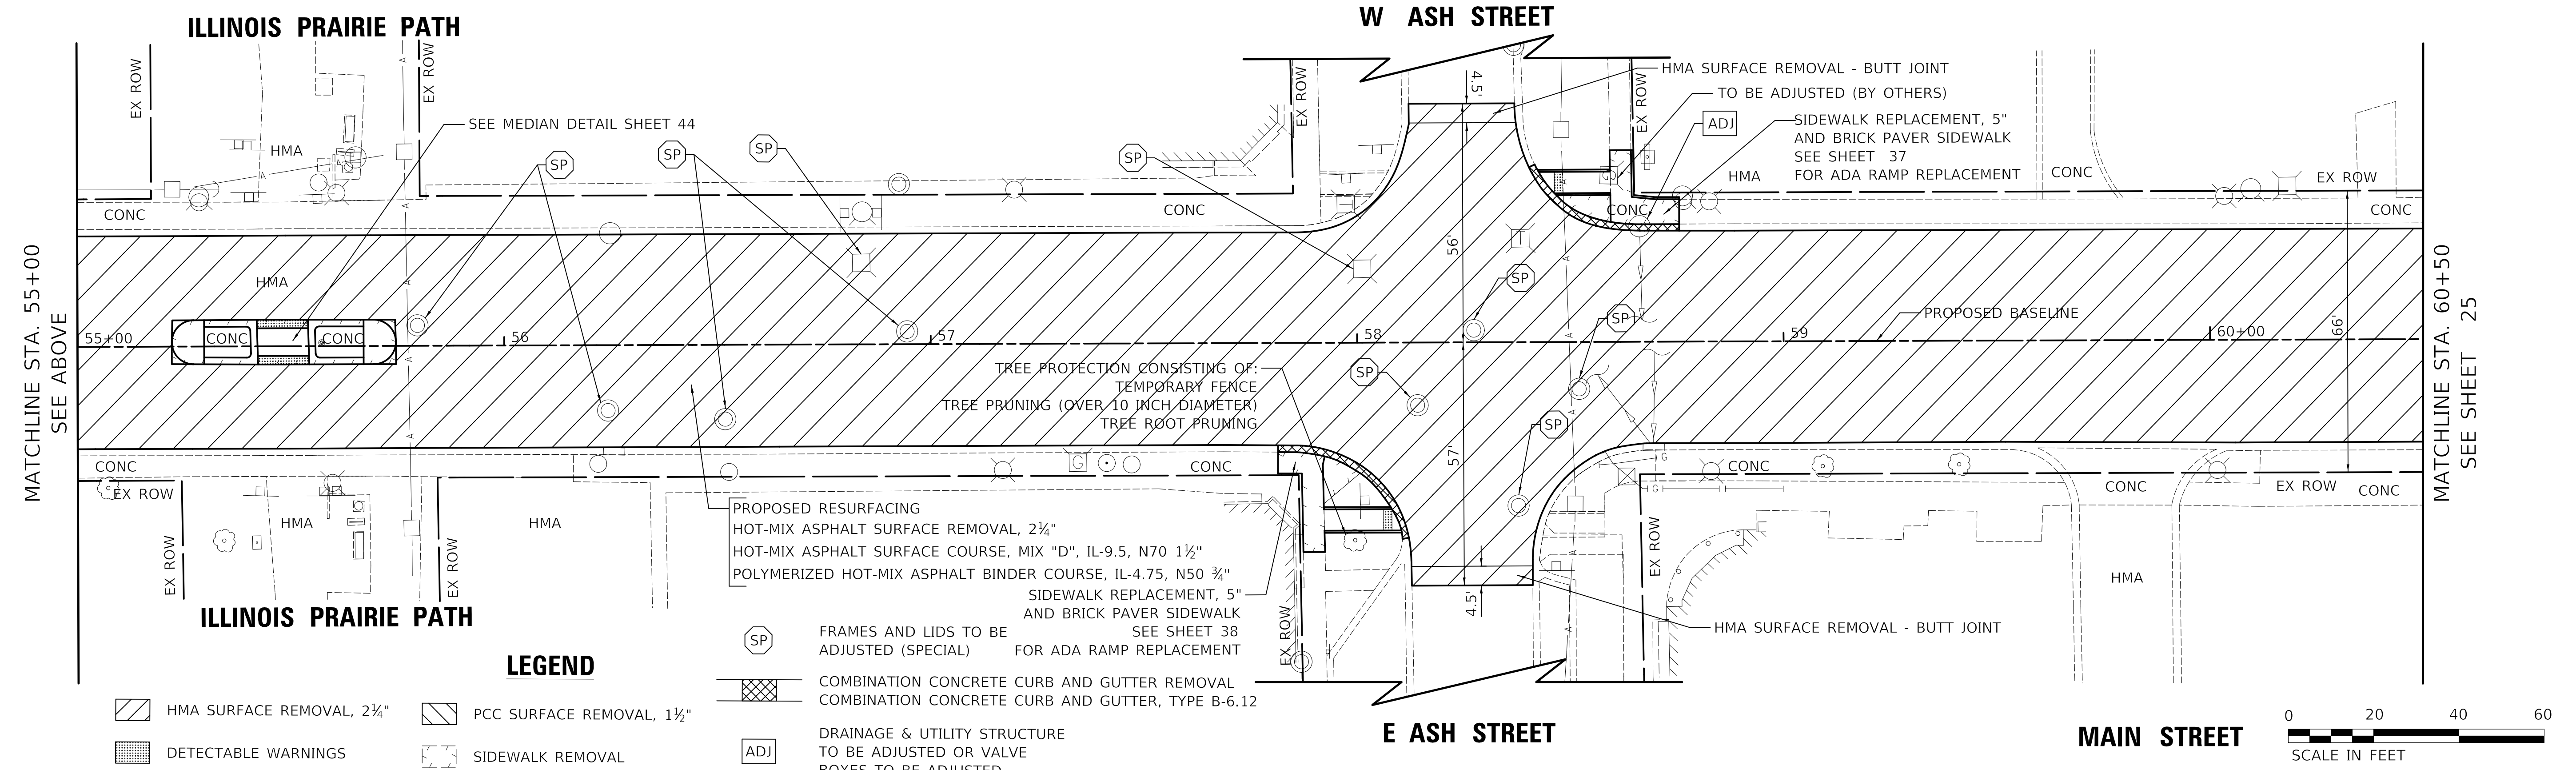 ILLINOIS PRAIRIE PATH
W ASH STREET
EX ROW
EX ROW
EX ROW
EX ROW
4.5'
HMA SURFACE REMOVAL - BUTT JOINT
TO BE ADJUSTED (BY OTHERS)
ADJ
SIDEWALK REPLACEMENT, 5"
AND BRICK PAVER SIDEWALK
SEE SHEET 37
FOR ADA RAMP REPLACEMENT
SEE MEDIAN DETAIL SHEET 44
SP
SP
SP
SP
HMA
A
A
A
HMA
CONC
EX ROW
CONC
CONC
CONC
CONC
G
T
MATCHLINE STA. 55+00
SEE ABOVE
HMA
A
A
56'
SP
SP
PROPOSED BASELINE
55+00
CONC
CONC
56
57
58
59
60+00
66'
MATCHLINE STA. 60+50
SEE SHEET 25
A
TREE PROTECTION CONSISTING OF:
TEMPORARY FENCE
TREE PRUNING (OVER 10 INCH DIAMETER)
TREE ROOT PRUNING
SP
SP
A
A
57'
CONC
CONC
G
G
CONC
EX ROW
CONC
EX ROW
CONC
G
HMA
HMA
EX ROW
EX ROW
EX ROW
A
HMA
PROPOSED RESURFACING
HOT-MIX ASPHALT SURFACE REMOVAL, 2¼"
HOT-MIX ASPHALT SURFACE COURSE, MIX "D", IL-9.5, N70 1½"
POLYMERIZED HOT-MIX ASPHALT BINDER COURSE, IL-4.75, N50 ¾"
4.5'
SIDEWALK REPLACEMENT, 5"
AND BRICK PAVER SIDEWALK
SEE SHEET 38
FOR ADA RAMP REPLACEMENT
EX ROW
A
HMA SURFACE REMOVAL - BUTT JOINT
ILLINOIS PRAIRIE PATH
SP
FRAMES AND LIDS TO BE
ADJUSTED (SPECIAL)
LEGEND
HMA SURFACE REMOVAL, 2¼"
PCC SURFACE REMOVAL, 1½"
COMBINATION CONCRETE CURB AND GUTTER REMOVAL
COMBINATION CONCRETE CURB AND GUTTER, TYPE B-6.12
DETECTABLE WARNINGS
SIDEWALK REMOVAL
ADJ
DRAINAGE & UTILITY STRUCTURE
TO BE ADJUSTED OR VALVE
BOXES TO BE ADJUSTED
E ASH STREET
MAIN STREET
0 20 40 60
SCALE IN FEET